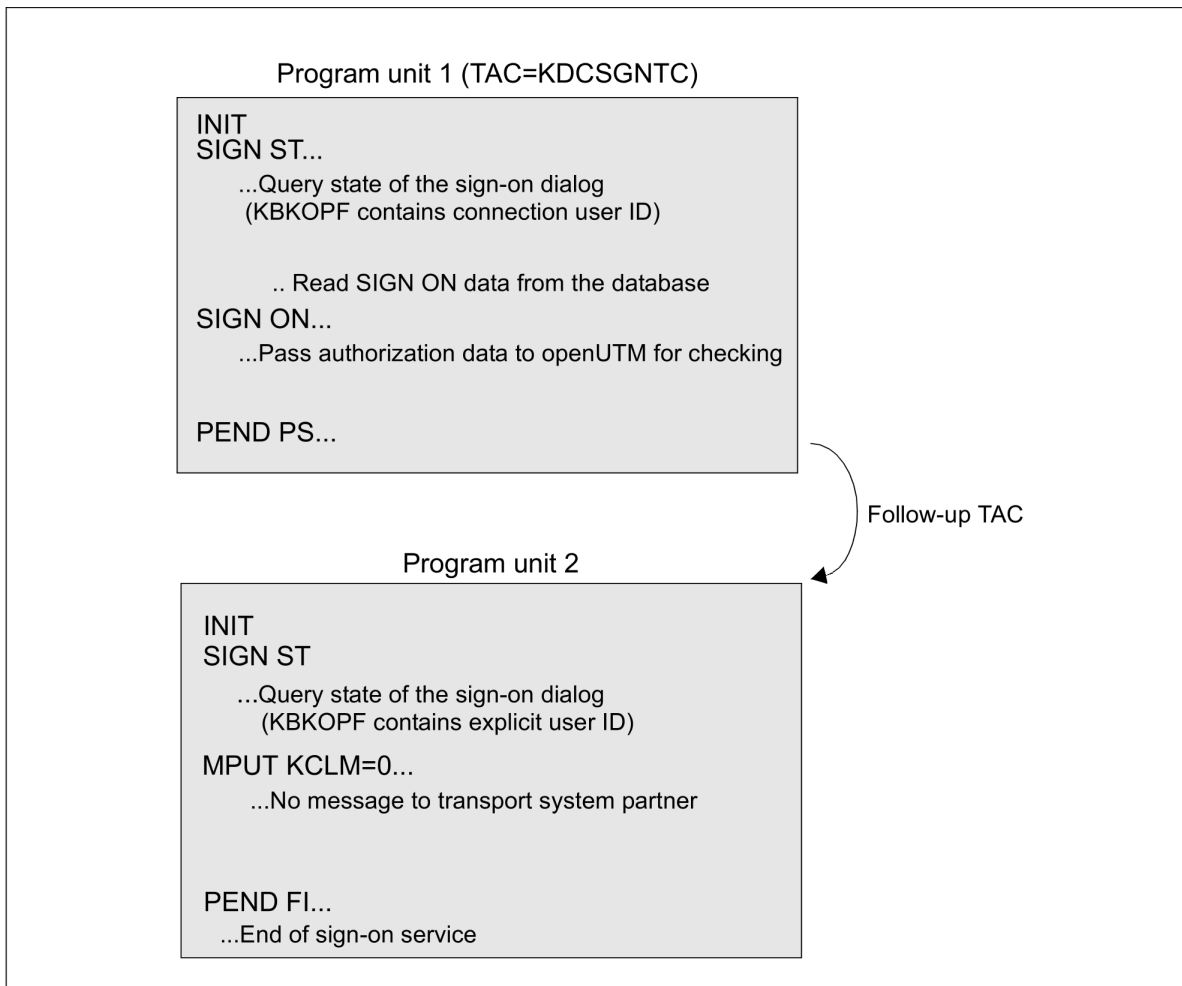 Program unit 1 (TAC=KDCSGNTC)
INIT
SIGN ST...
...Query state of the sign-on dialog
(KBKOPF contains connection user ID)
.. Read SIGN ON data from the database
SIGN ON...
...Pass authorization data to openUTM for checking
PEND PS...
Follow-up TAC
Program unit 2
INIT
SIGN ST
...Query state of the sign-on dialog
(KBKOPF contains explicit user ID)
MPUT KCLM=0...
...No message to transport system partner
PEND FI...
...End of sign-on service